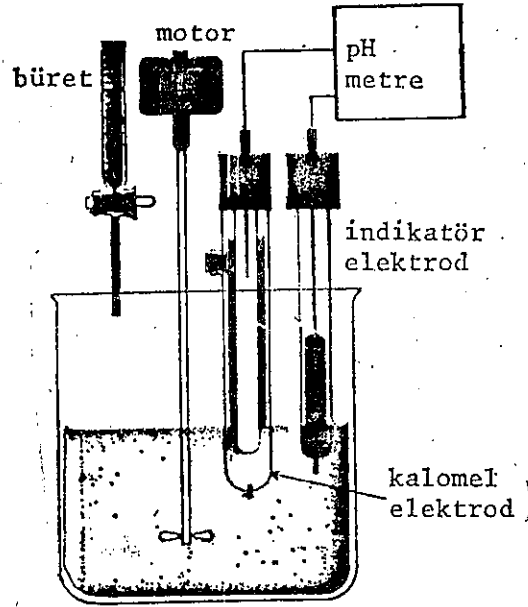 motor
büret
pH
metre
indikatör
elektrod
kalomel
elektrod